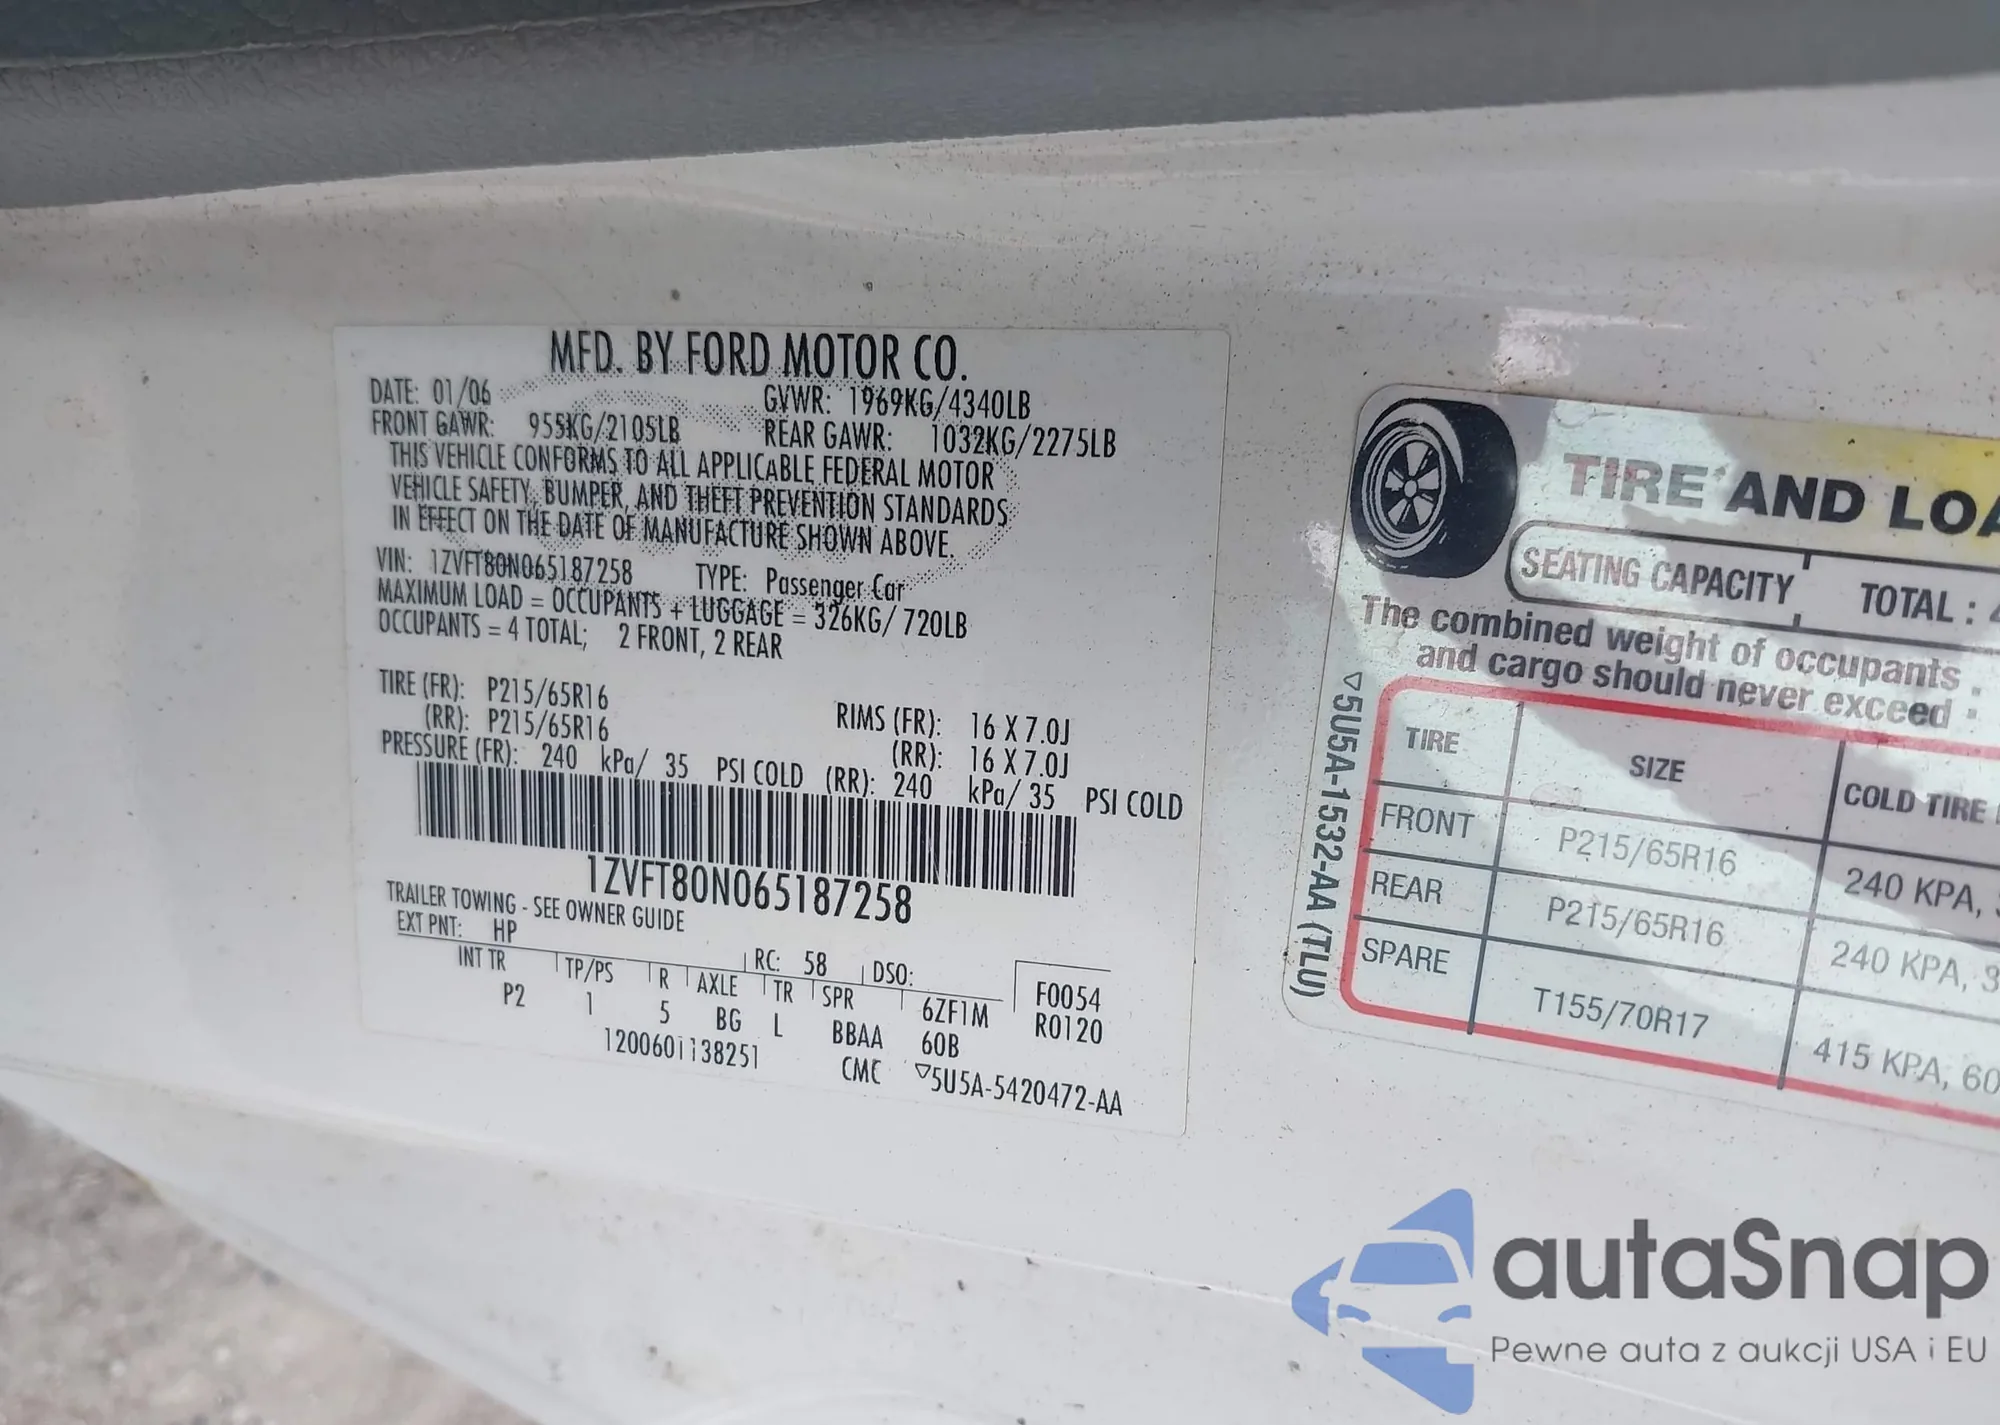 MFD. BY FORD MOTOR CO.
DATE: 01/06 GVWR: 1969KG/4340LB
FRONT GAWR: 955KG/2105LB REAR GAWR: 1032KG/2275LB
THIS VEHICLE CONFORMS TO ALL APPLICABLE FEDERAL MOTOR
VEHICLE SAFETY, BUMPER, AND THEFT PREVENTION STANDARDS
IN EFFECT ON THE DATE OF MANUFACTURE SHOWN ABOVE.
VIN: 1ZVFT80N065187258 TYPE: Passenger Car
MAXIMUM LOAD = OCCUPANTS + LUGGAGE = 326KG/720LB
OCCUPANTS = 4 TOTAL; 2 FRONT, 2 REAR
TIRE (FR): P215/65R16 RIMS (FR): 16 X 7.0J
(RR): P215/65R16 (RR): 16 X 7.0J
PRESSURE (FR): 240 kPa/ 35 PSI COLD (RR): 240 kPa/ 35 PSI COLD
1ZVFT80N065187258
TRAILER TOWING - SEE OWNER GUIDE
EXT PNT: HP RC: 58 DSO: F0054
INT TR TP/PS R AXLE TR SPR 6ZF1M R0120
P2 1 5 BG L BBAA 60B
1200601138251 CMC ▽5U5A-5420472-AA
TIRE AND LOA
SEATING CAPACITY TOTAL : 4
The combined weight of occupants
and cargo should never exceed
▽5U5A-1532-AA (TLU)
TIRE SIZE COLD TIRE
FRONT P215/65R16 240 KPA,
REAR P215/65R16 240 KPA, 3
SPARE T155/70R17 415 KPA, 60
autaSnap
Pewne auta z aukcji USA i EU